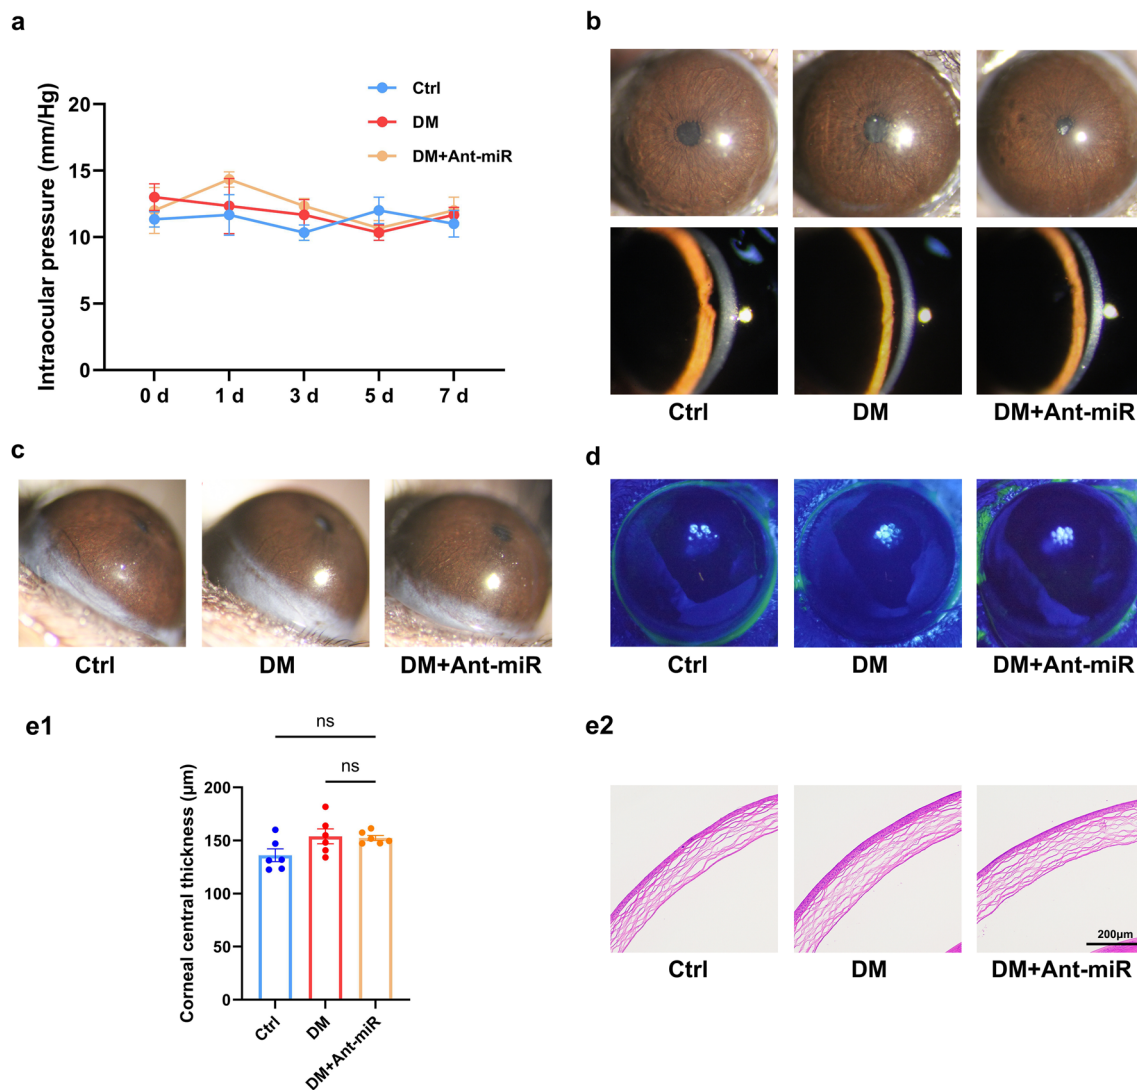 a
Intraocular pressure (mm/Hg)
20
15
10
5
0
0 d 1 d 3 d 5 d 7 d
Ctrl
DM
DM+Ant-miR
b
Ctrl DM DM+Ant-miR
c
Ctrl DM DM+Ant-miR
d
Ctrl DM DM+Ant-miR
e1
ns
ns
Corneal central thickness (μm)
200
150
100
50
0
Ctrl
DM
DM+Ant-miR
e2
200μm
Ctrl DM DM+Ant-miR